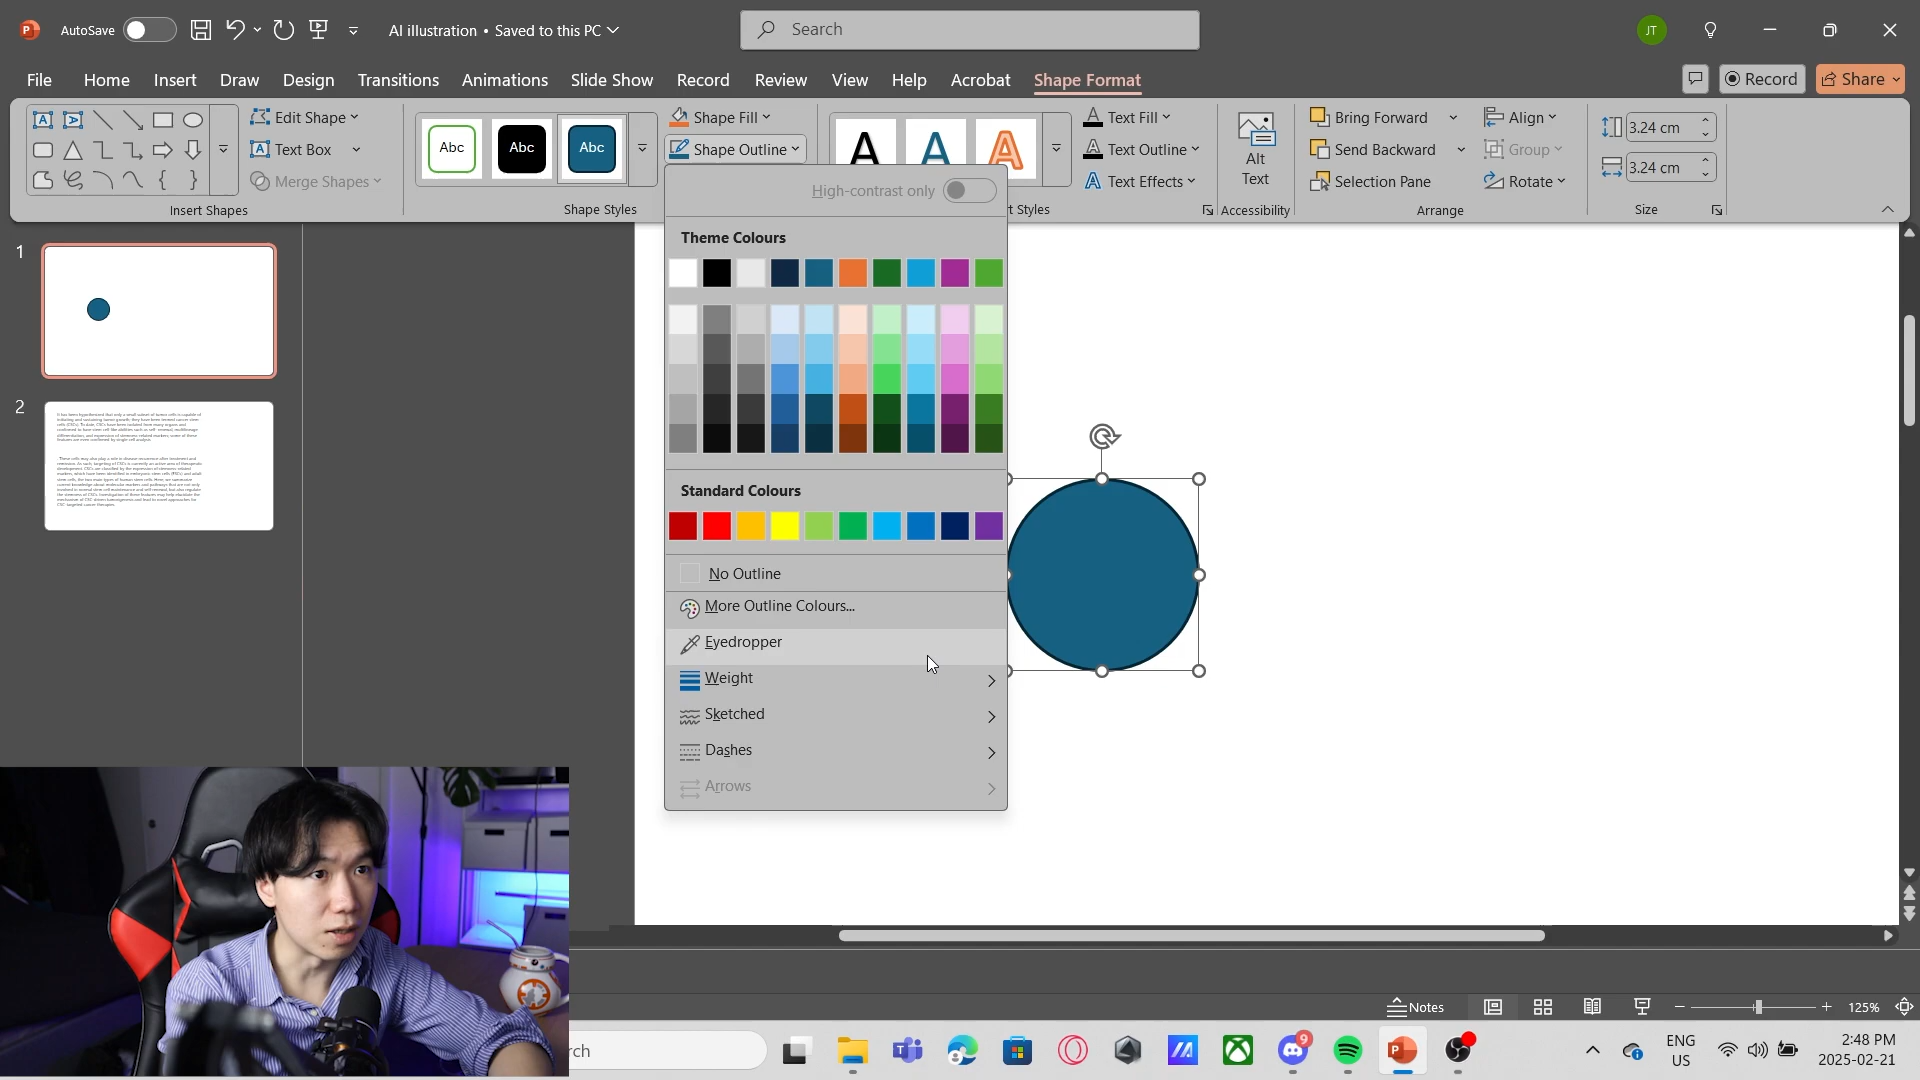 AutoSave
AI illustration • Saved to this PC
Search
JT
File Home Insert Draw Design Transitions Animations Slide Show Record Review View Help Acrobat Shape Format
Record
Share
Edit Shape
Text Box
Merge Shapes
Insert Shapes
Abc Abc Abc
Shape Styles
Shape Fill
Shape Outline
A A A
Text Fill
Text Outline
Text Effects
t Styles
Alt
Text
Accessibility
Bring Forward
Send Backward
Selection Pane
Align
Group
Rotate
Arrange
3.24 cm
3.24 cm
Size
High-contrast only
Theme Colours
Standard Colours
No Outline
More Outline Colours...
Eyedropper
Weight
Sketched
Dashes
Arrows
1
2
Notes
125%
rch
9
ENG
US
2:48 PM
2025-02-21